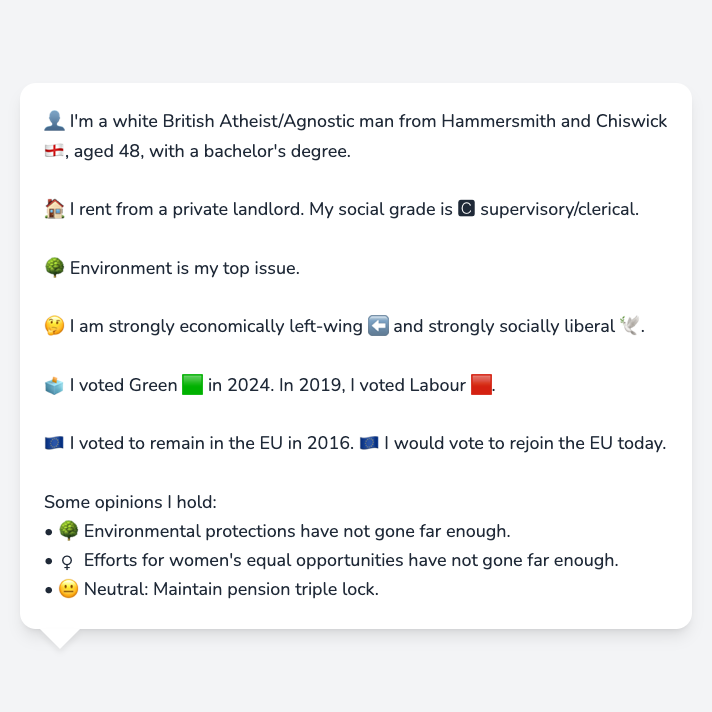 👤 I'm a white British Atheist/Agnostic man from Hammersmith and Chiswick
🏴󠁧󠁢󠁥󠁮󠁧󠁿, aged 48, with a bachelor's degree.
🏠 I rent from a private landlord. My social grade is 🅲 supervisory/clerical.
🌳 Environment is my top issue.
🤔 I am strongly economically left-wing ⬅️ and strongly socially liberal 🕊️.
🗳️ I voted Green 🟩 in 2024. In 2019, I voted Labour 🟥.
🇪🇺 I voted to remain in the EU in 2016. 🇪🇺 I would vote to rejoin the EU today.
Some opinions I hold:
• 🌳 Environmental protections have not gone far enough.
• ♀ Efforts for women's equal opportunities have not gone far enough.
• 😐 Neutral: Maintain pension triple lock.